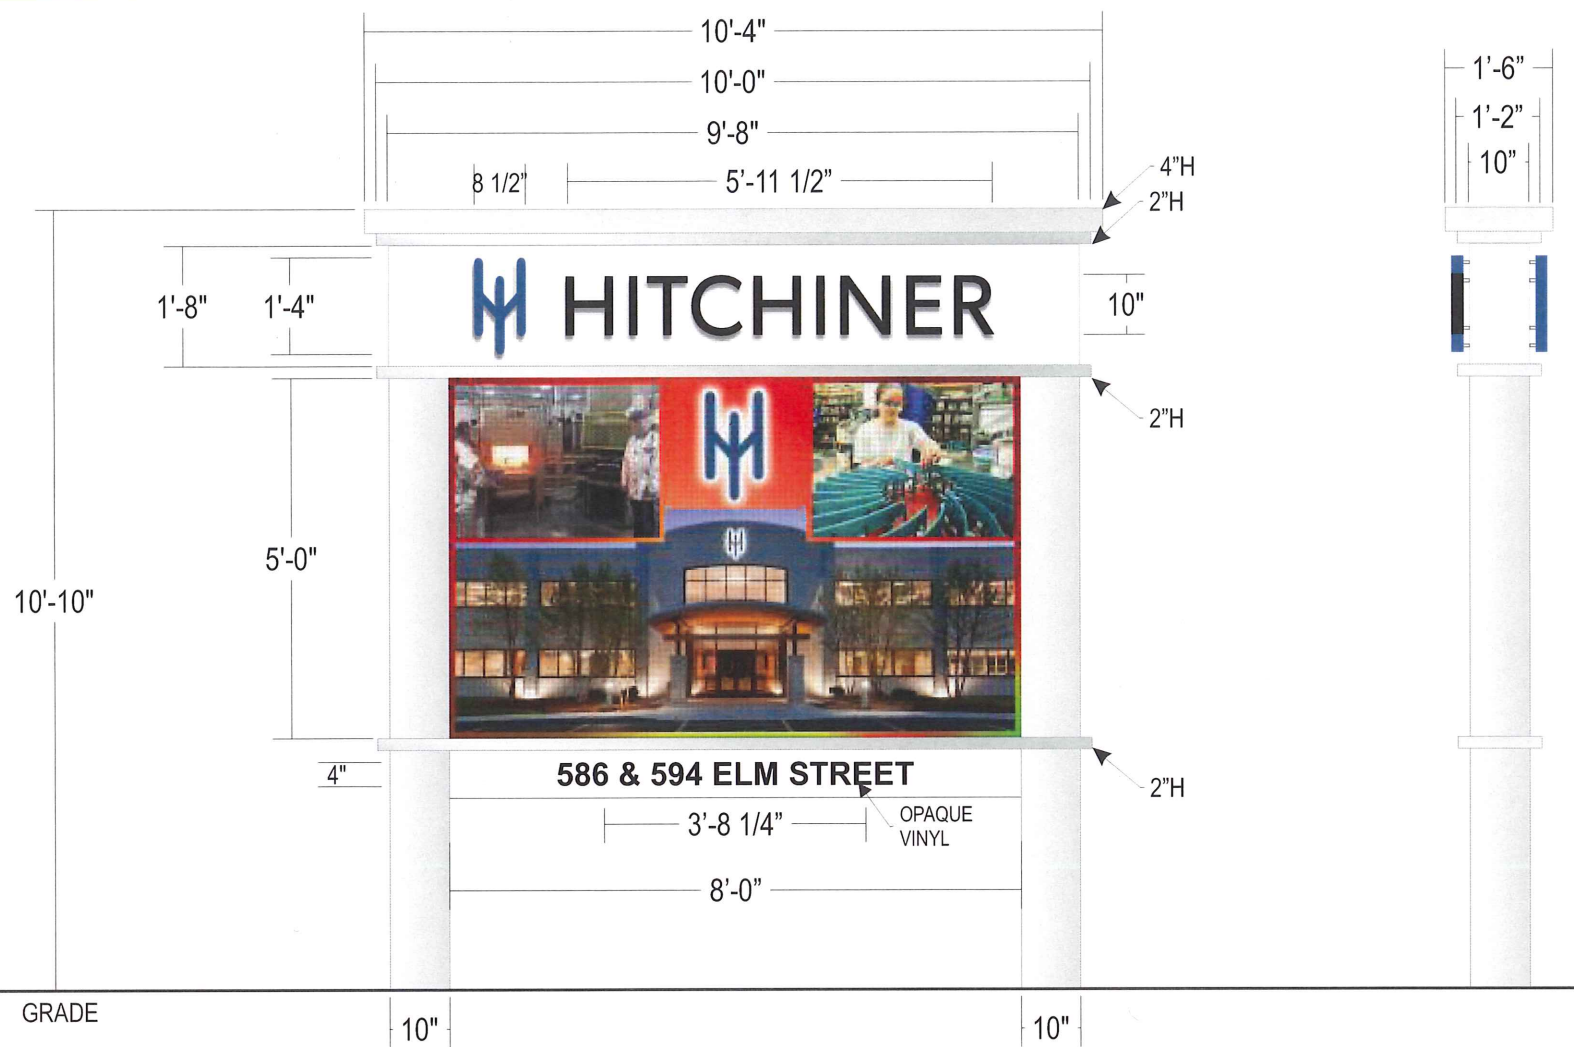 10'-4"
10'-0"
9'-8"
8 1/2"
5'-11 1/2"
4"H
2"H
1'-6"
1'-2"
10"
1'-8"
1'-4"
HITCHINER
10"
2"H
5'-0"
10'-10"
4"
586 & 594 ELM STREET
2"H
3'-8 1/4"
OPAQUE
VINYL
8'-0"
GRADE
10"
10"